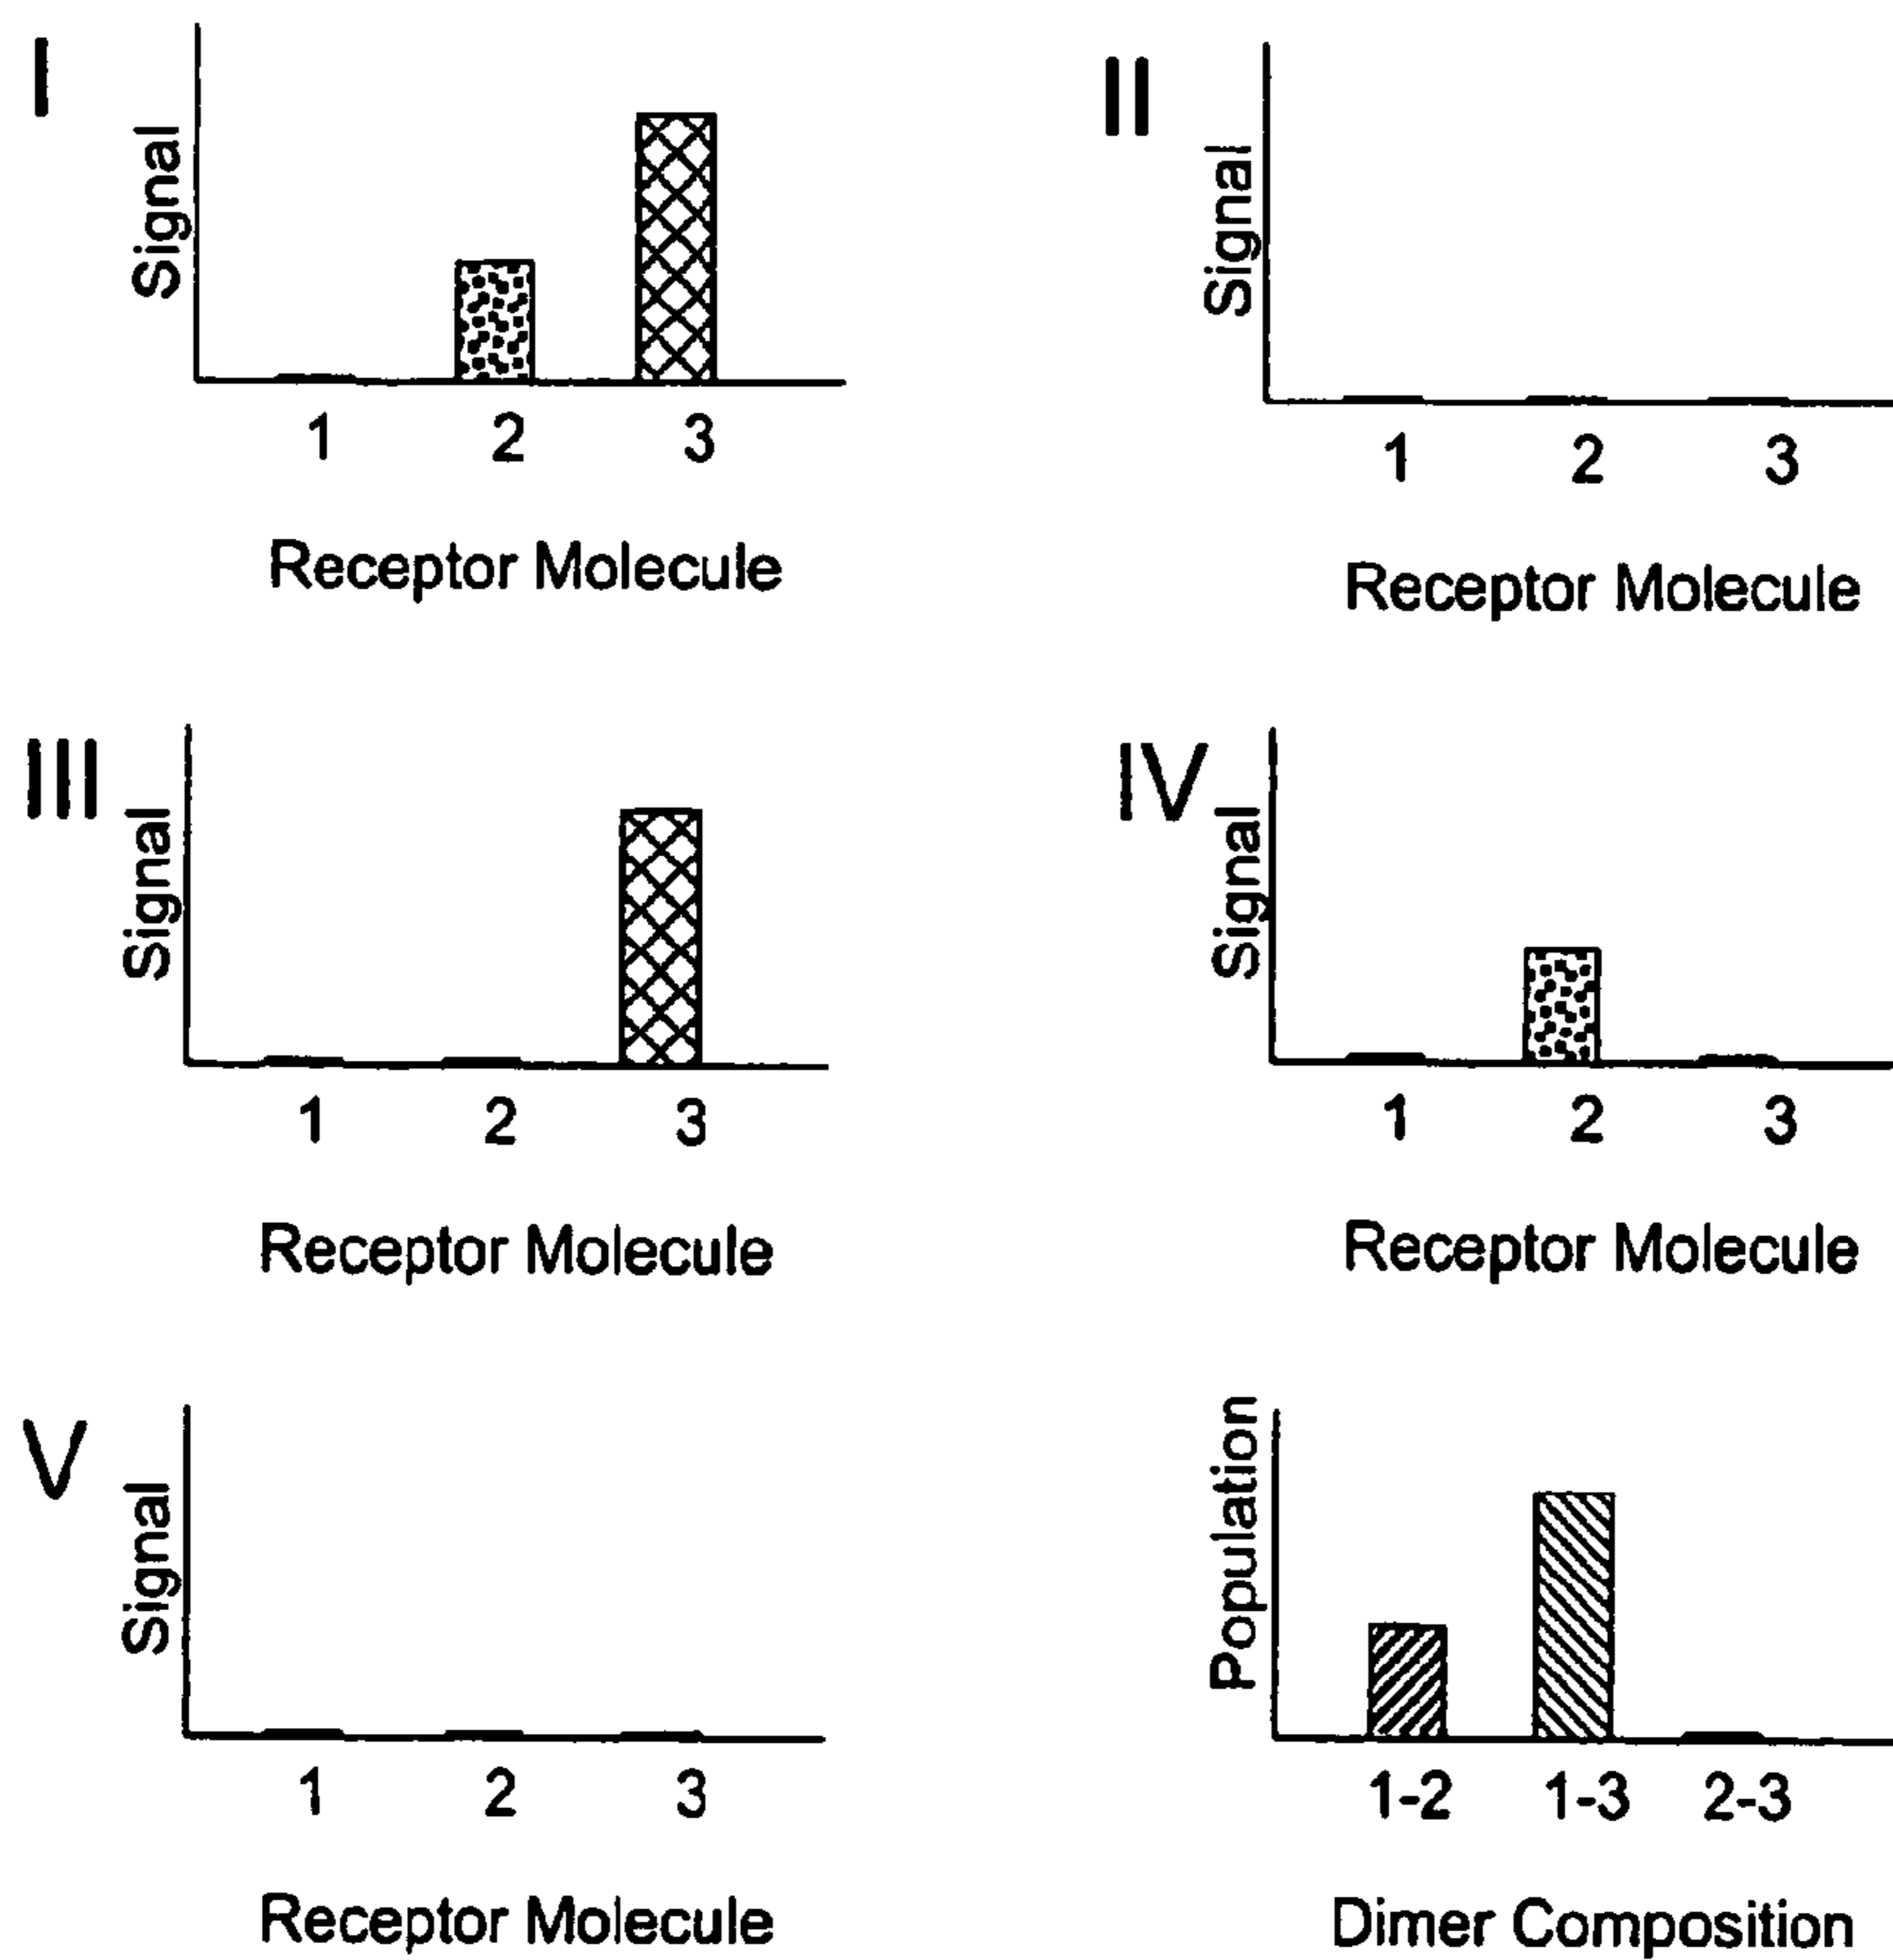 I
Signal
1 2 3
Receptor Molecule
II
Signal
1 2 3
Receptor Molecule
III
Signal
1 2 3
Receptor Molecule
IV
Signal
1 2 3
Receptor Molecule
V
Signal
1 2 3
Receptor Molecule
Population
1-2 1-3 2-3
Dimer Composition